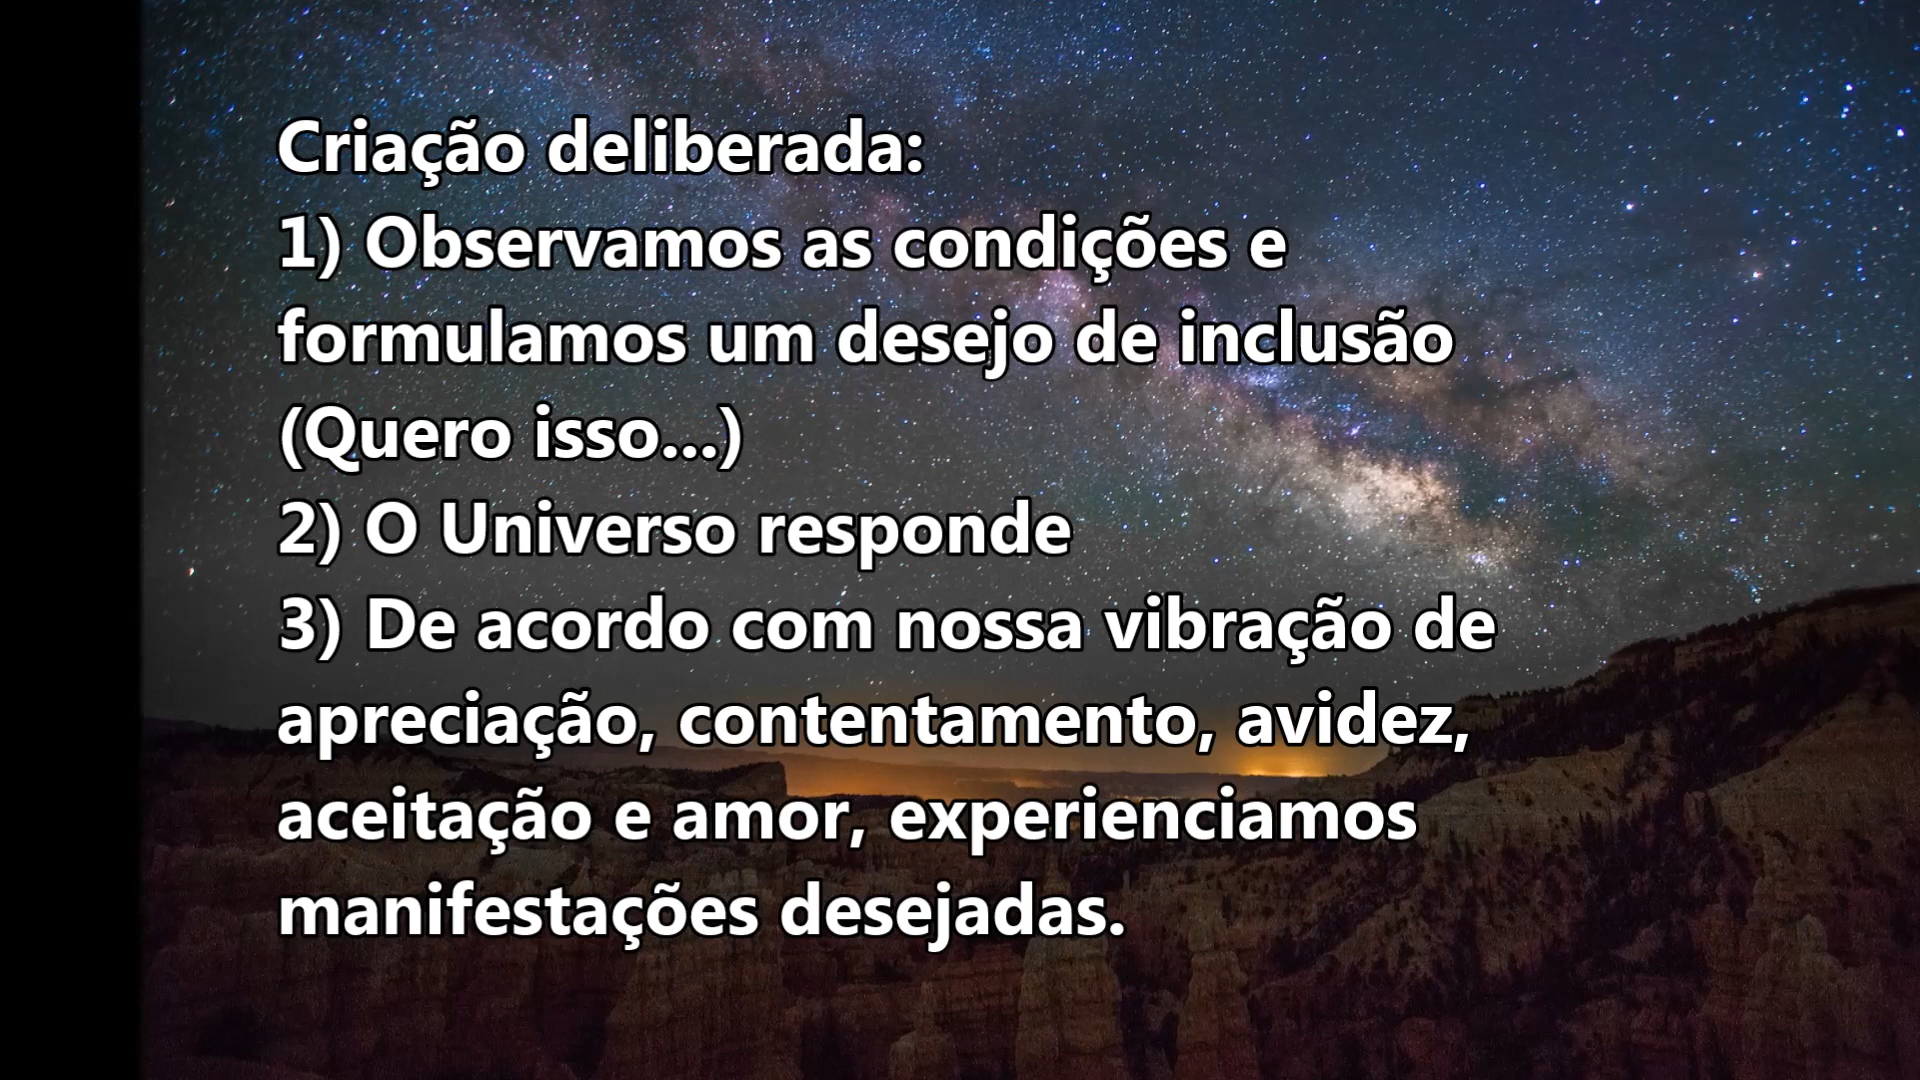 Criação deliberada:
1) Observamos as condições e
formulamos um desejo de inclusão
(Quero isso...)
2) O Universo responde
3) De acordo com nossa vibração de
apreciação, contentamento, avidez,
aceitação e amor, experienciamos
manifestações desejadas.